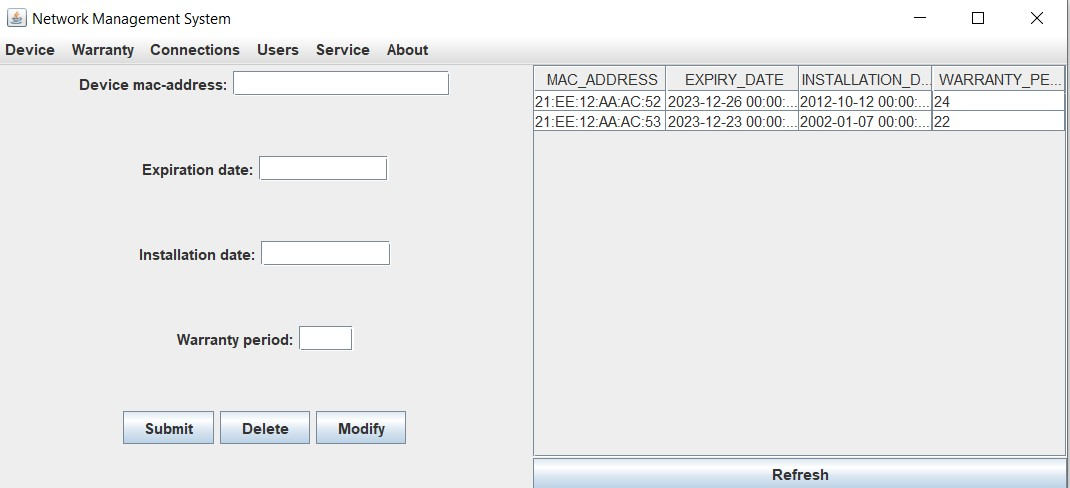 Network Management System
Device Warranty Connections Users Service About
Device mac-address:
Expiration date:
Installation date:
Warranty period:
Submit Delete Modify
MAC_ADDRESS EXPIRY_DATE INSTALLATION_D... WARRANTY_PE...
21:EE:12:AA:AC:52 2023-12-26 00:00:... 2012-10-12 00:00:... 24
21:EE:12:AA:AC:53 2023-12-23 00:00:... 2002-01-07 00:00:... 22
Refresh